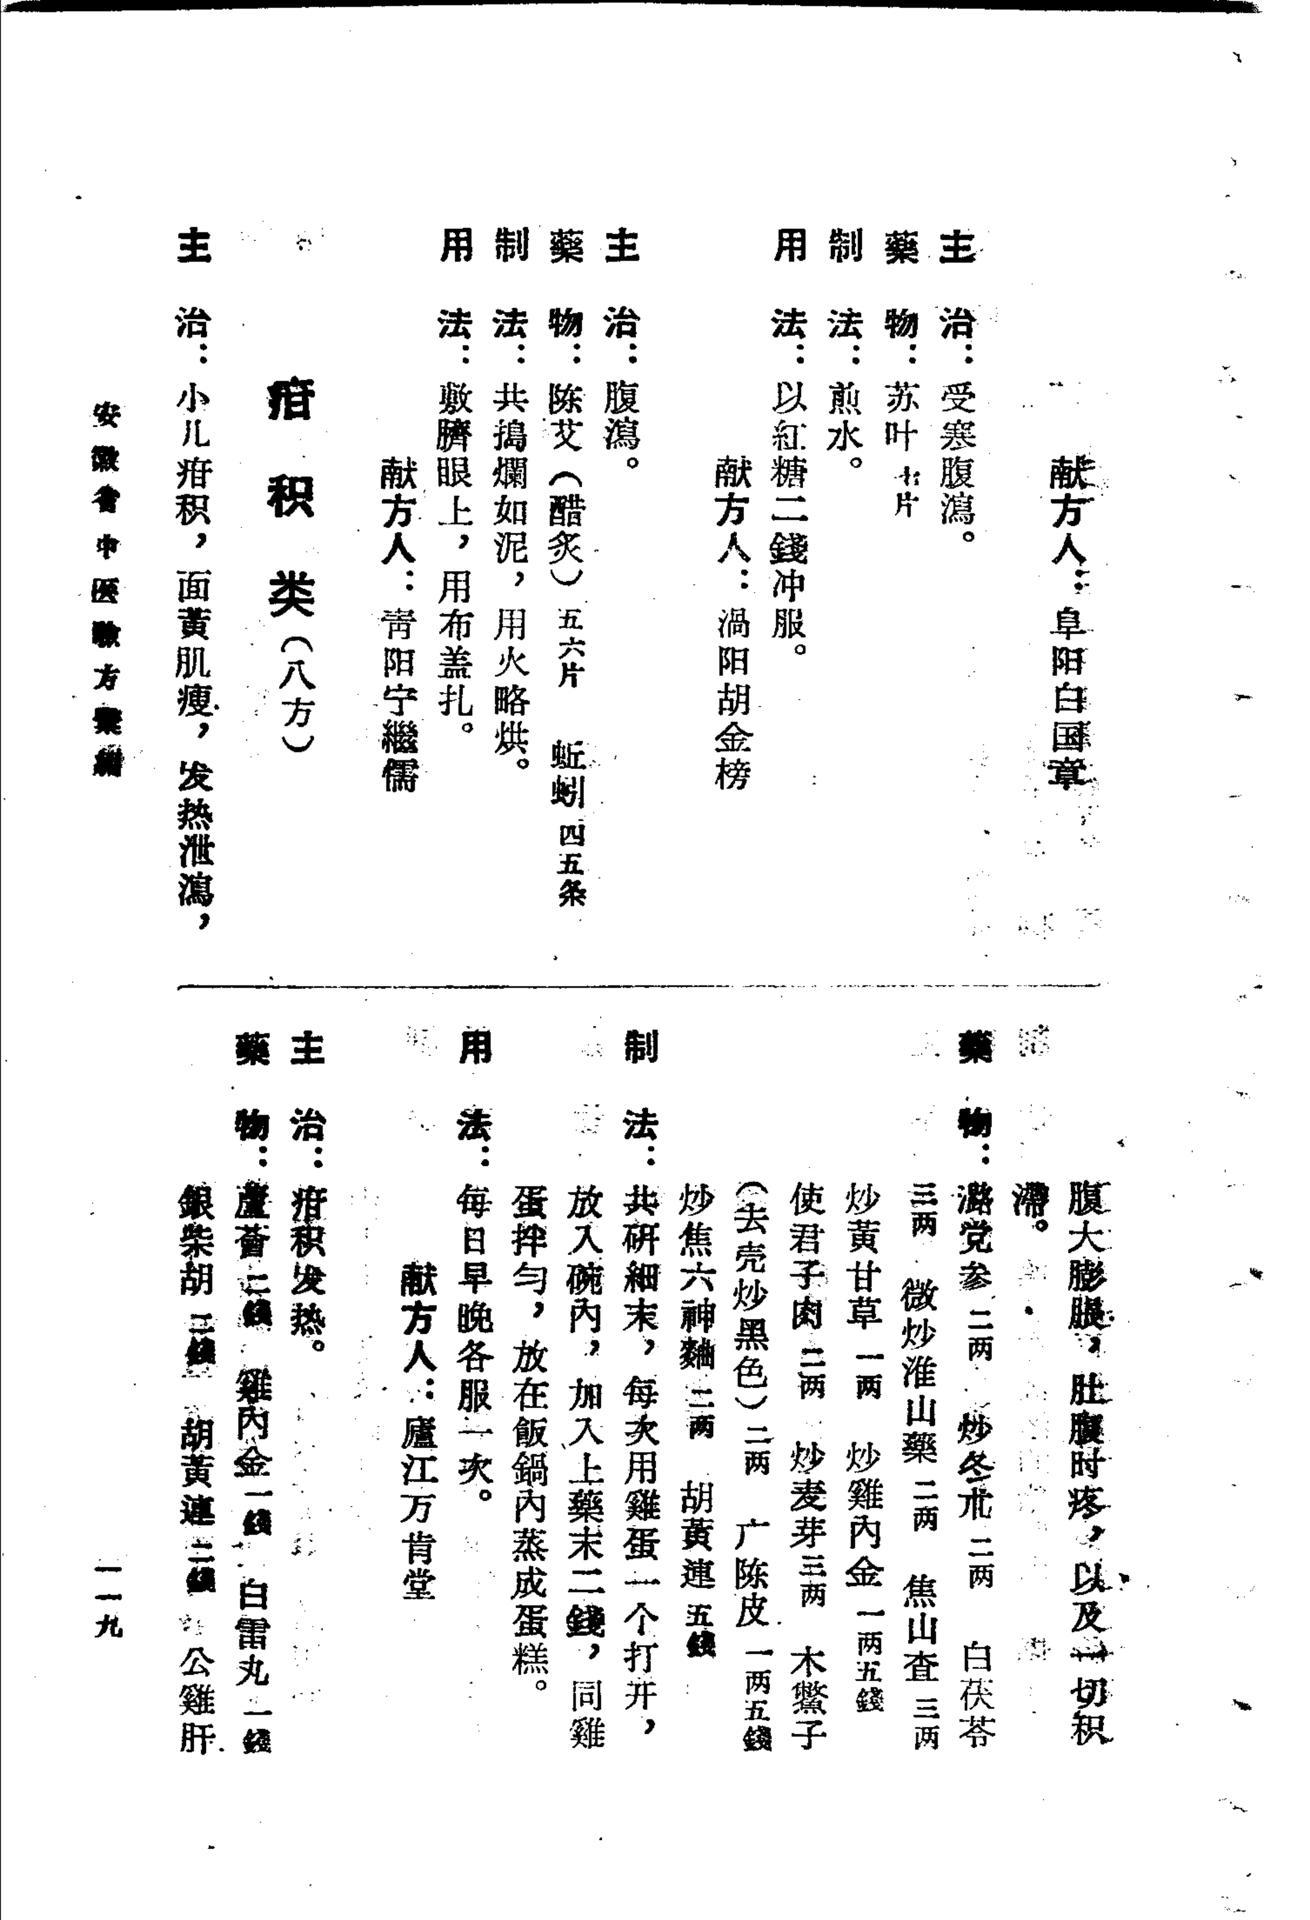 献方人：阜阳白国章
主　治：受寒腹瀉。
藥　物：苏叶 七片
制　法：煎水。
用　法：以紅糖二錢冲服。
献方人：渦阳胡金榜
主　治：腹瀉。
藥　物：陈艾（醋炙）五六片　蚯蚓 四五条
制　法：共搗爛如泥，用火略烘。
用　法：敷臍眼上，用布盖扎。
献方人：青阳宁繼儒
疳积类（八方）
主　治：小儿疳积，面黃肌瘦，发热泄瀉，
腹大膨脹，肚腹时疼，以及一切积
滯。
藥　物：潞党参 二两　炒冬朮 二两　白茯苓
三两　微炒淮山藥 二两　焦山査 三两
炒黃甘草 一两　炒雞內金 一两五錢
使君子肉 二两　炒麦芽 三两　木鱉子
（去壳炒黑色）二两　广陈皮 一两五錢
炒焦六神麯 二两　胡黃連 五錢
制　法：共研細末，每次用雞蛋一个打开，
放入碗內，加入上藥末二錢，同雞
蛋拌匀，放在飯鍋內蒸成蛋糕。
用　法：每日早晚各服一次。
献方人：廬江万肯堂
主　治：疳积发热。
藥　物：蘆薈 二錢　雞內金 一錢　白雷丸 一錢
銀柴胡 二錢　胡黃連 二錢　公雞肝
安徽省中医驗方彙編
一一九